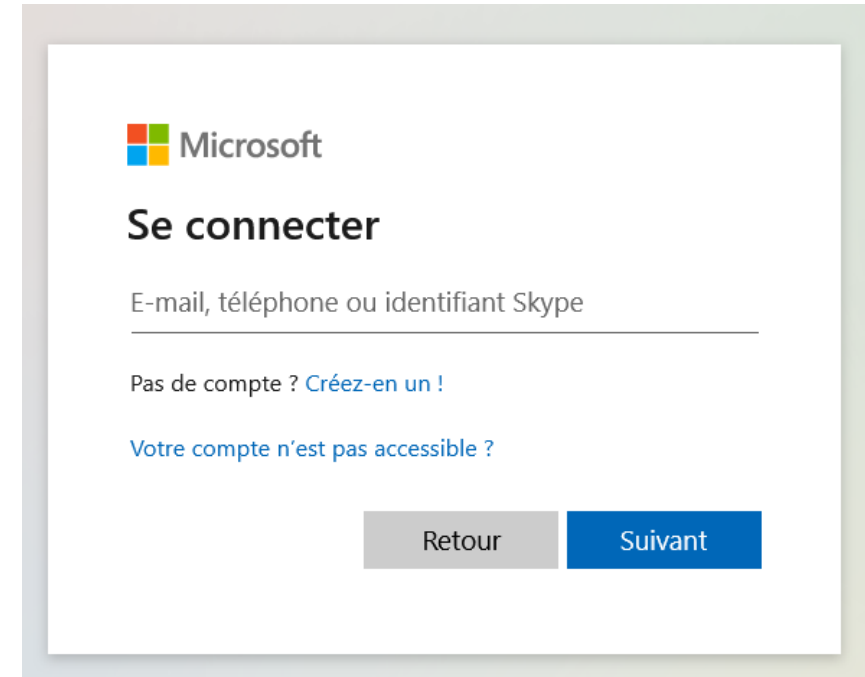 Microsoft
Se connecter
E-mail, téléphone ou identifiant Skype
Pas de compte ? Créez-en un !
Votre compte n’est pas accessible ?
Retour Suivant